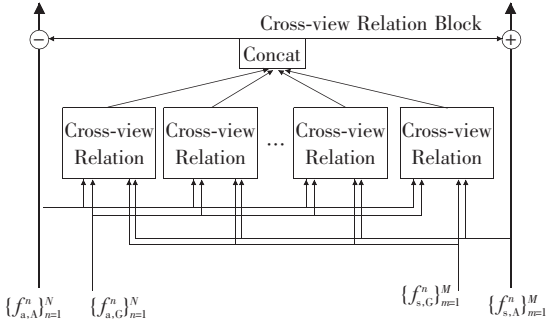 Cross-view Relation Block
−
+
Concat
Cross-view Relation
Cross-view Relation
...
Cross-view Relation
Cross-view Relation
{f^n_{a,A}}^N_{n=1}
{f^n_{a,G}}^N_{n=1}
{f^n_{s,G}}^M_{m=1}
{f^n_{s,A}}^M_{m=1}